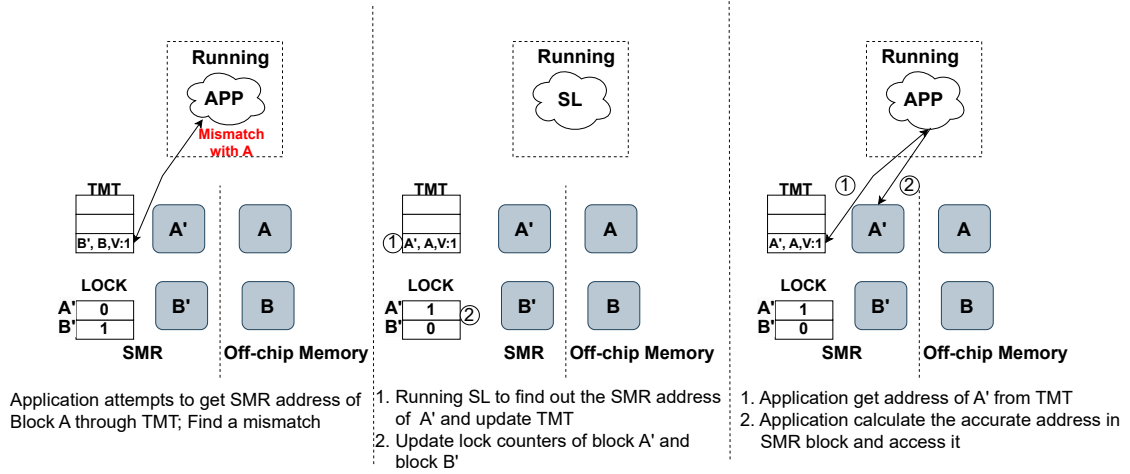 Running
APP
Mismatch
with A
TMT
B', B,V:1
A'
A
LOCK
A' 0
B' 1
B'
B
SMR
Off-chip Memory
Application attempts to get SMR address of
Block A through TMT; Find a mismatch
Running
SL
TMT
1 A', A,V:1
A'
A
LOCK
A' 1
B' 0
2
B'
B
SMR
Off-chip Memory
1. Running SL to find out the SMR address
of A' and update TMT
2. Update lock counters of block A' and
block B'
Running
APP
1
2
TMT
A', A,V:1
A'
A
LOCK
A' 1
B' 0
B'
B
SMR
Off-chip Memory
1. Application get address of A' from TMT
2. Application calculate the accurate address in
SMR block and access it